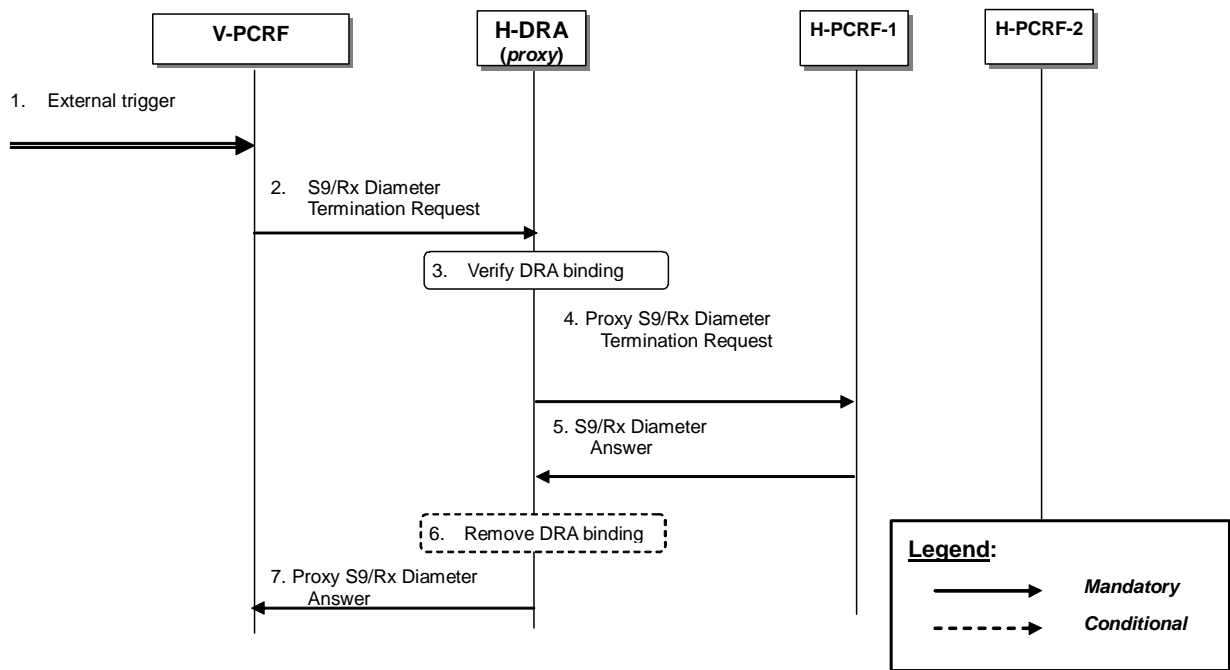 V-PCRF
H-DRA
(proxy)
H-PCRF-1
H-PCRF-2
1. External trigger
2. S9/Rx Diameter
Termination Request
3. Verify DRA binding
4. Proxy S9/Rx Diameter
Termination Request
5. S9/Rx Diameter
Answer
6. Remove DRA binding
7. Proxy S9/Rx Diameter
Answer
Legend:
Mandatory
Conditional